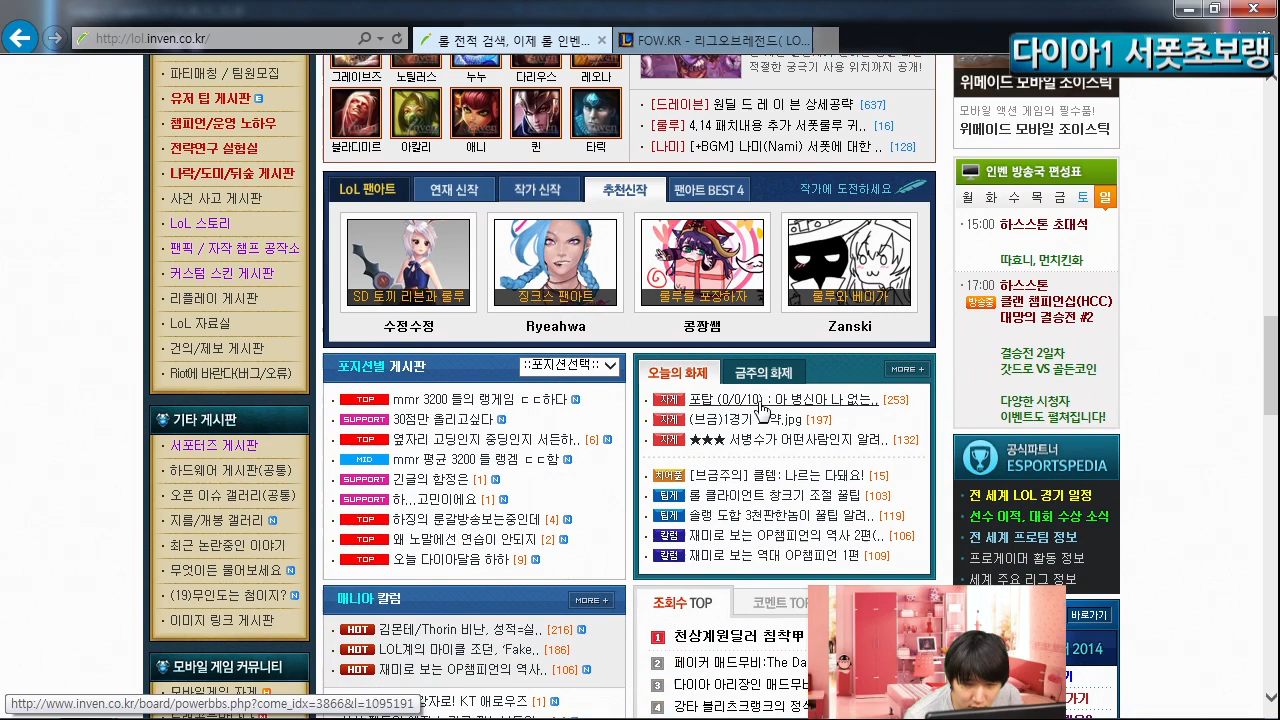 http://lol.inven.co.kr/
롤 전적 검색, 이제 롤 인벤...
FOW.KR - 리그오브레전드( LO...
다이아1 서폿초보랭
파티매칭 / 팀원모집
유저 팁 게시판
챔피언/운영 노하우
전략연구 실험실
나락/도미/뒤숲 게시판
사건 사고 게시판
LoL 스토리
팬픽 / 자작 챔프 공작소
커스텀 스킨 게시판
리플레이 게시판
LoL 자료실
건의/제보 게시판
Riot에 바란다(버그/오류)
기타 게시판
서포터즈 게시판
하드웨어 게시판(공통)
오픈 이슈 갤러리(공통)
지름/개봉 갤러리
최근 논란중인 이야기
무엇이든 물어보세요
(19)무인도는 첨이지?
이미지 링크 게시판
모바일 게임 커뮤니티
그레이브즈
노틸러스
누누
다리우스
레오나
블라디미르
아칼리
애니
퀸
타릭
[드레이븐] 원딜 드 레 이 븐 상세공략 [637]
[룰루] 4.14 패치내용 추가 서폿룰루 귀.. [16]
[나미] [+BGM] 나미(Nami) 서폿에 대한 .. [128]
LoL 팬아트
연재 신작
작가 신작
추천신작
팬아트 BEST 4
작가에 도전하세요
SD 토끼 리븐과 룰루
징크스 팬아트
룰루를 포장하자
룰루와 베이가
수정수정
Ryeahwa
콩짱쌤
Zanski
포지션별 게시판
::포지션선택::
TOP mmr 3200 들의 랭게임 ㄷㄷ하다
SUPPORT 30점만 올리고싶다
TOP 옆자리 고딩인지 중딩인지 서든하.. [6]
MID mmr 평균 3200 들 랭겜 ㄷㄷ함
SUPPORT 긴글의 함정은 [1]
SUPPORT 하...고민이에요 [1]
TOP 하정의 룬갈방송보는중인데 [4]
TOP 왜 노말에선 연습이 안되지 [2]
TOP 오늘 다이아달음 하하 [9]
오늘의 화제
금주의 화제
MORE +
자게 포탑 (0/0/10) : 아 병신아 나 없는.. [253]
자게 (브금)1경기 .jpg [197]
자게 ★★★ 서병수가 어떤사람인지 알려.. [132]
[브금주의] 클템: 나르는 다돼요! [15]
팁게 롤 클라이언트 오류 해결 꿀팁 [103]
팁게 솔랭 도합 3천판한놈이 꿀팁 알려.. [119]
칼럼 재미로 보는 OP챔피언의 역사 2편(.. [106]
칼럼 재미로 보는 역대 OP챔피언 1편 [109]
매니아 칼럼
MORE +
HOT 김몬테/Thorin 비난, 성적=실.. [216]
HOT LOL계의 마이클 조던, 'Fake.. [186]
HOT 재미로 보는 OP챔피언의 역사.. [106]
자로! KT 애로우즈 [1]
조회수 TOP
코멘트 TOP
1 천상계원딜러 침착甲
2 페이커 매드무비:The Da
3 다이아 아리장인 매드무
4 강타 블리츠크랭크의 정석
위메이드 모바일 조이스틱
모바일 액션 게임의 필수품!
위메이드 모바일 조이스틱
인벤 방송국 편성표
월 화 수 목 금 토 일
15:00 하스스톤 초대석
따효니, 먼치킨화
17:00 하스스톤
방송중 클랜 챔피언십(HCC)
대망의 결승전 #2
결승전 2일차
갓드로 VS 골든코인
다양한 시청자
이벤트도 펼쳐집니다!
공식파트너
ESPORTSPEDIA
전 세계 LOL 경기 일정
선수 이적, 대회 수상 소식
전 세계 프로팀 정보
프로게이머 활동 정보
세계 주요 리그 정보
바로가기
2014
http://www.inven.co.kr/board/powerbbs.php?come_idx=3866&l=1095191